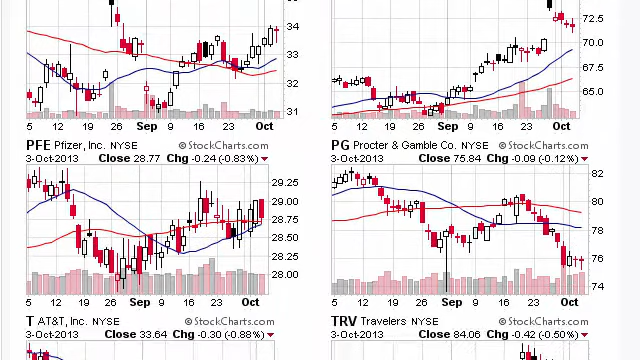 34
33
32
31
5 12 19 26 Sep 9 16 23 Oct
72.5
70.0
67.5
65.0
5 12 19 26 Sep 9 16 23 Oct
PFE Pfizer, Inc. NYSE ©StockCharts.com
3-Oct-2013 Close 28.77 Chg -0.24 (-0.83%)
29.25
29.00
28.75
28.50
28.25
28.00
5 12 19 26 Sep 9 16 23 Oct
PG Procter & Gamble Co. NYSE ©StockCharts.com
3-Oct-2013 Close 75.84 Chg -0.09 (-0.12%)
82
80
78
76
74
5 12 19 26 Sep 9 16 23 Oct
T AT&T, Inc. NYSE ©StockCharts.com
3-Oct-2013 Close 33.64 Chg -0.30 (-0.88%)
TRV Travelers NYSE ©StockCharts.com
3-Oct-2013 Close 84.06 Chg -0.42 (-0.50%)